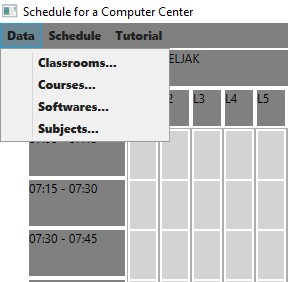 Schedule for a Computer Center
Data Schedule Tutorial
ELJAK
Classrooms...
Courses...
Softwares...
Subjects...
2 L3 L4 L5
07:15 - 07:30
07:30 - 07:45